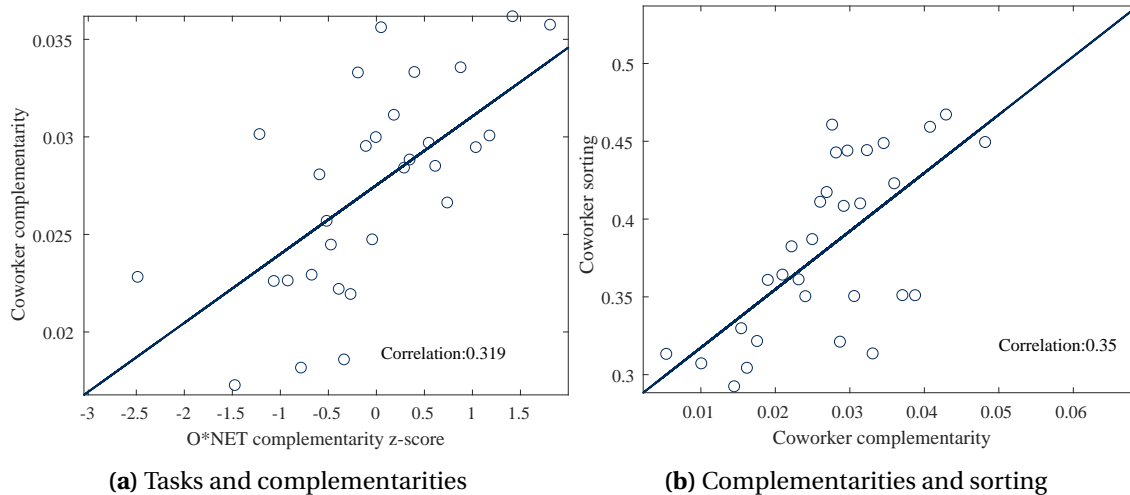 0.035
0.03
0.025
0.02
Coworker complementarity
Correlation:0.319
-3 -2.5 -2 -1.5 -1 -0.5 0 0.5 1 1.5
O*NET complementarity z-score
(a) Tasks and complementarities
0.5
0.45
0.4
0.35
0.3
Coworker sorting
Correlation:0.35
0.01 0.02 0.03 0.04 0.05 0.06
Coworker complementarity
(b) Complementarities and sorting